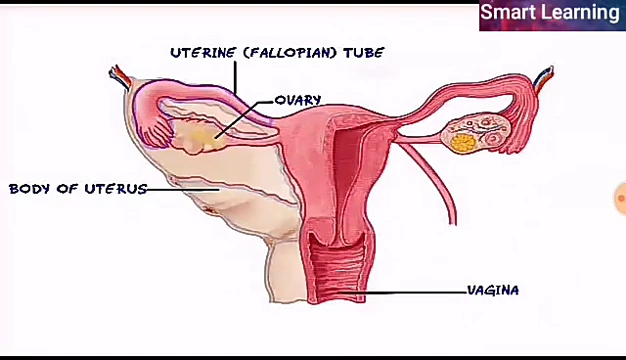 Smart Learning
UTERINE (FALLOPIAN) TUBE
OVARY
BODY OF UTERUS
VAGINA